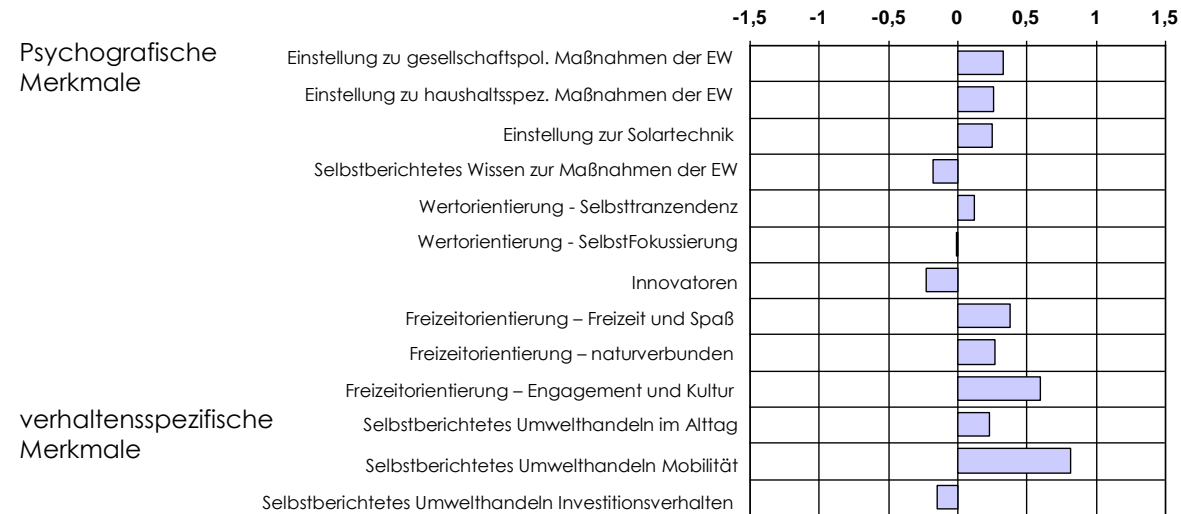 -1,5 -1 -0,5 0 0,5 1 1,5
Psychografische
Merkmale
Einstellung zu gesellschaftspol. Maßnahmen der EW
Einstellung zu haushaltsspez. Maßnahmen der EW
Einstellung zur Solartechnik
Selbstberichtetes Wissen zur Maßnahmen der EW
Wertorientierung - Selbsttranzendenz
Wertorientierung - SelbstFokussierung
Innovatoren
Freizeitorientierung – Freizeit und Spaß
Freizeitorientierung – naturverbunden
Freizeitorientierung – Engagement und Kultur
verhaltensspezifische
Merkmale
Selbstberichtetes Umwelthandeln im Alttag
Selbstberichtetes Umwelthandeln Mobilität
Selbstberichtetes Umwelthandeln Investitionsverhalten